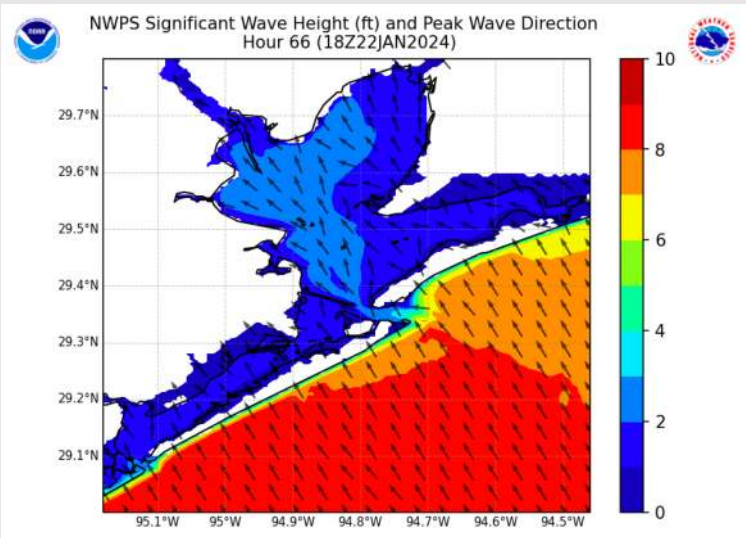 NWPS Significant Wave Height (ft) and Peak Wave Direction
Hour 66 (18Z22JAN2024)
NOAA
29.7°N
29.6°N
29.5°N
29.4°N
29.3°N
29.2°N
29.1°N
95.1°W 95°W 94.9°W 94.8°W 94.7°W 94.6°W 94.5°W
10
8
6
4
2
0